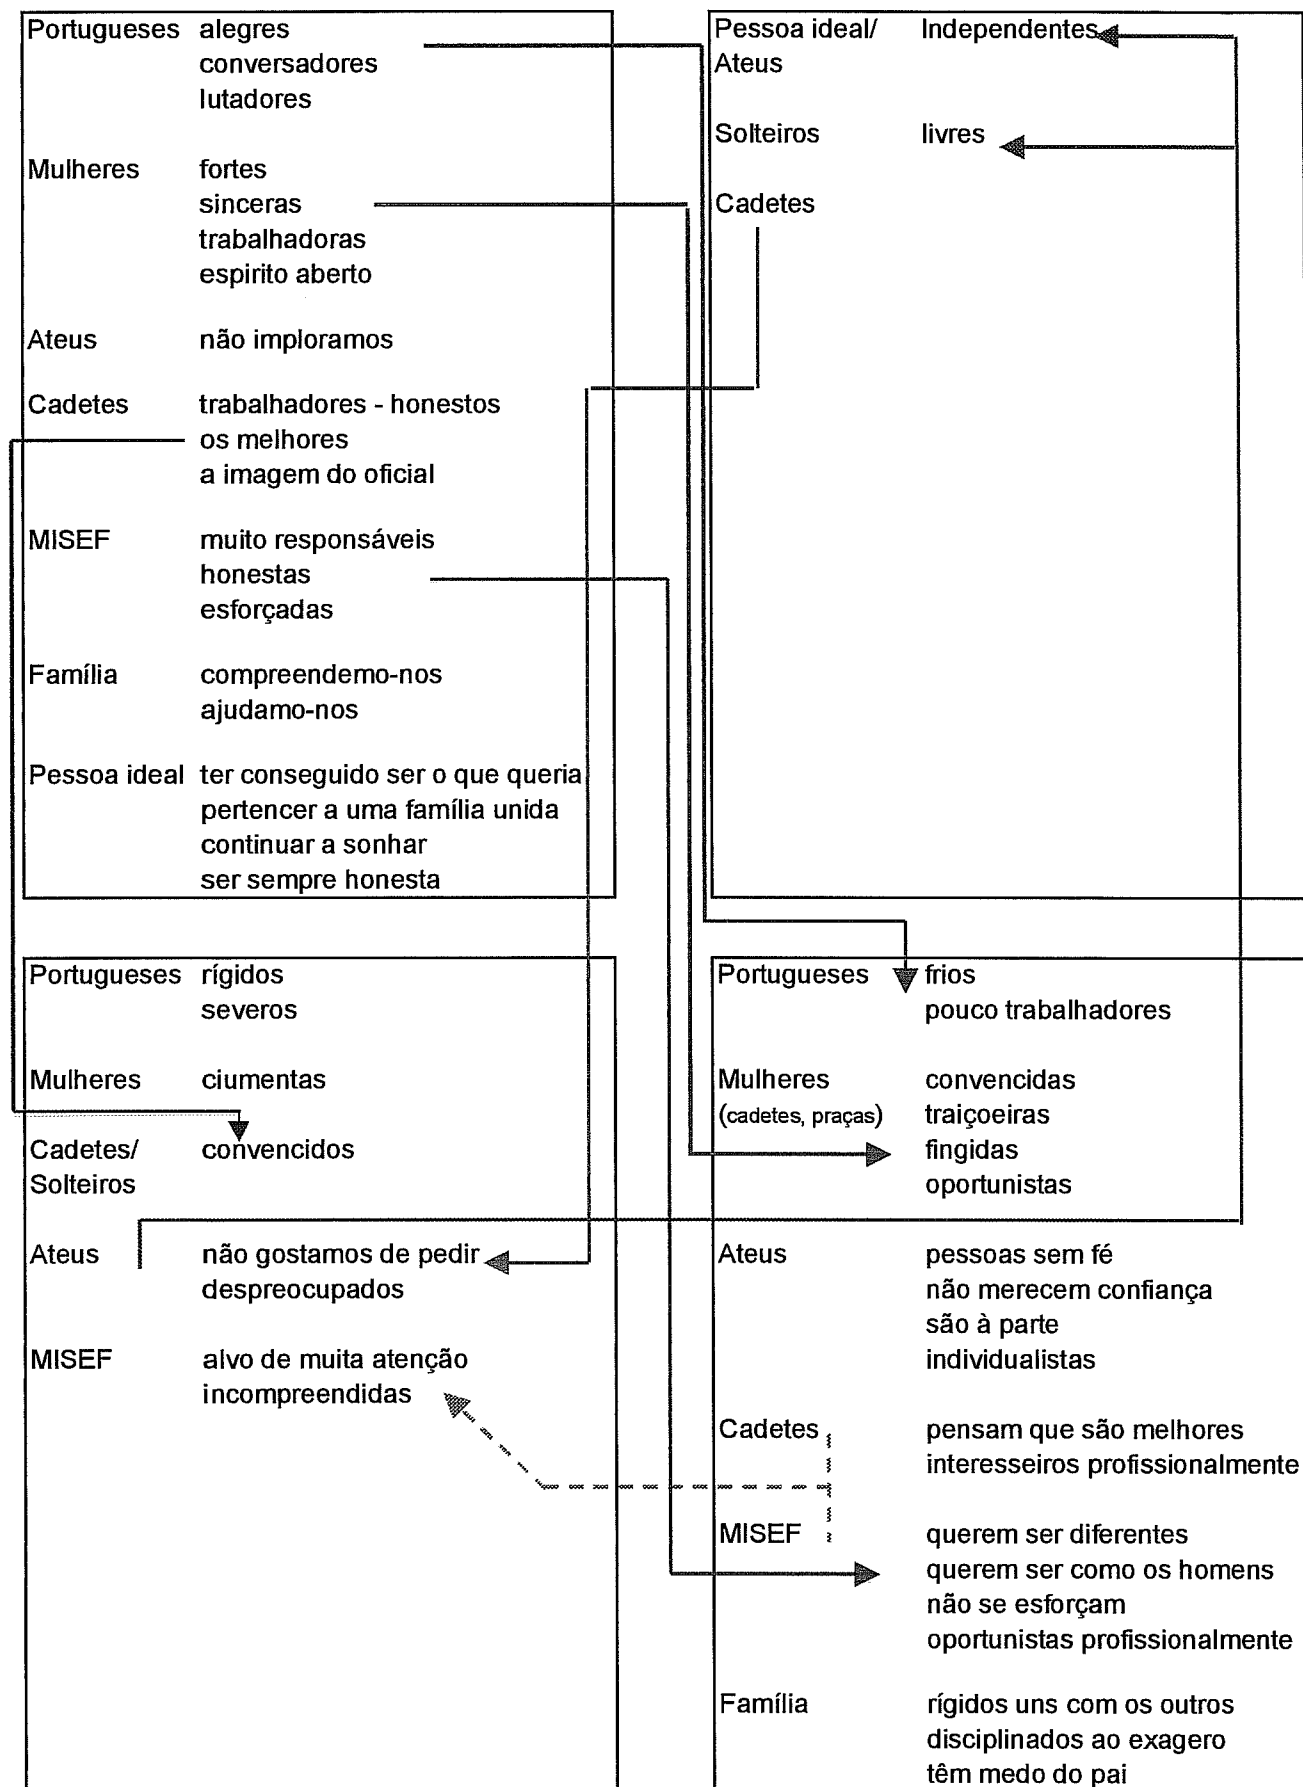 Portugueses alegres
conversadores
lutadores
Mulheres fortes
sinceras
trabalhadoras
espirito aberto
Ateus não imploramos
Cadetes trabalhadores - honestos
os melhores
a imagem do oficial
MISEF muito responsáveis
honestas
esforçadas
Família compreendemo-nos
ajudamo-nos
Pessoa ideal ter conseguido ser o que queria
pertencer a uma família unida
continuar a sonhar
ser sempre honesta
Pessoa ideal/ Independentes
Ateus
Solteiros livres
Cadetes
Portugueses rígidos
severos
Mulheres ciumentas
Cadetes/ convencidos
Solteiros
Ateus não gostamos de pedir
despreocupados
MISEF alvo de muita atenção
incompreendidas
Portugueses frios
pouco trabalhadores
Mulheres convencidas
(cadetes, praças) traiçoeiras
fingidas
oportunistas
Ateus pessoas sem fé
não merecem confiança
são à parte
individualistas
Cadetes pensam que são melhores
interesseiros profissionalmente
MISEF querem ser diferentes
querem ser como os homens
não se esforçam
oportunistas profissionalmente
Família rígidos uns com os outros
disciplinados ao exagero
têm medo do pai